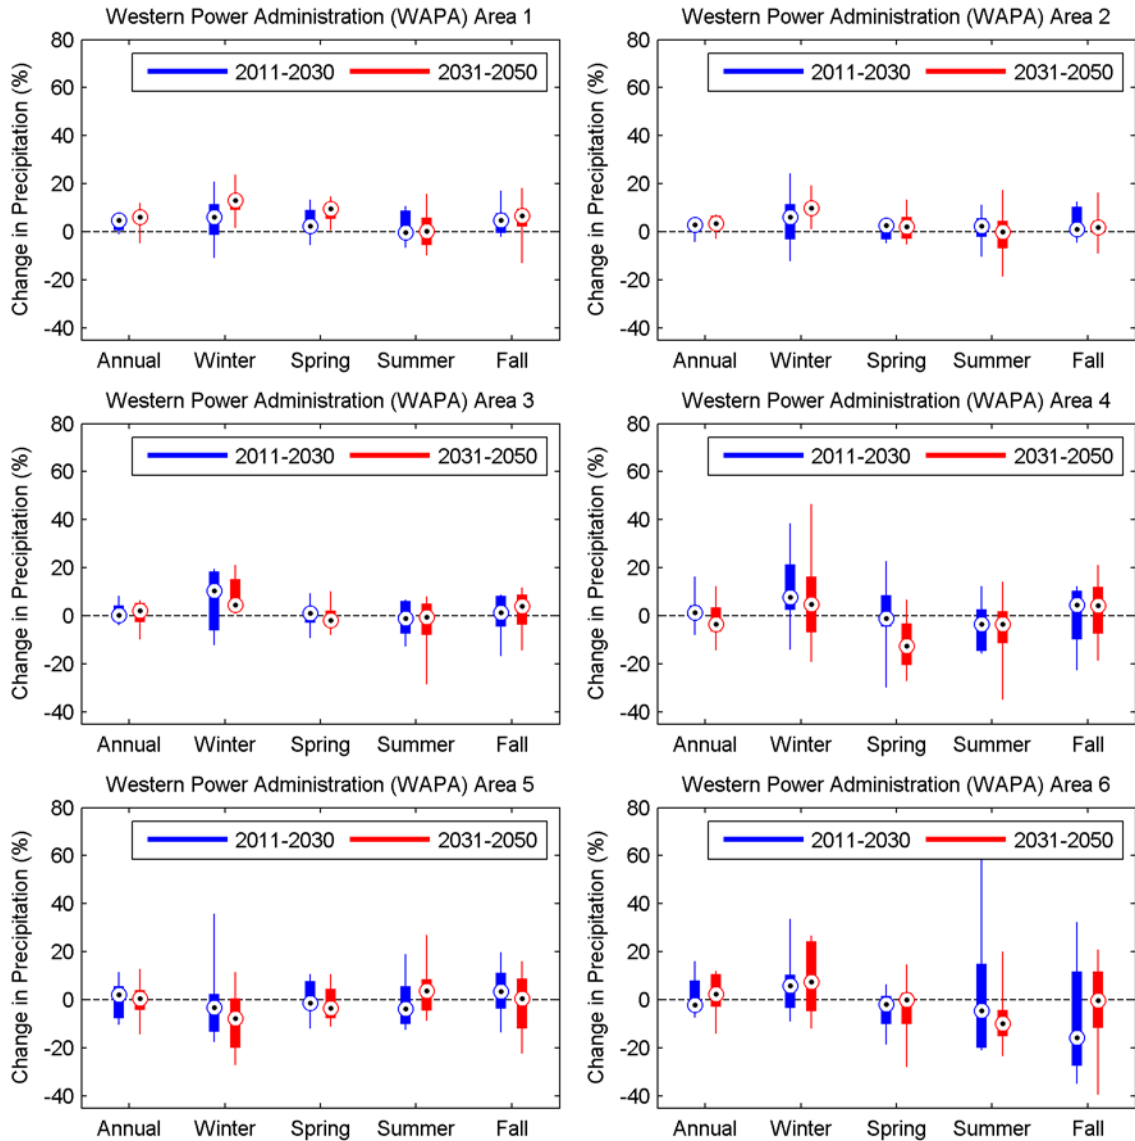 Western Power Administration (WAPA) Area 1
Change in Precipitation (%)
80
60
40
20
0
-20
-40
2011-2030 2031-2050
Annual Winter Spring Summer Fall
Western Power Administration (WAPA) Area 2
Change in Precipitation (%)
80
60
40
20
0
-20
-40
2011-2030 2031-2050
Annual Winter Spring Summer Fall
Western Power Administration (WAPA) Area 3
Change in Precipitation (%)
80
60
40
20
0
-20
-40
2011-2030 2031-2050
Annual Winter Spring Summer Fall
Western Power Administration (WAPA) Area 4
Change in Precipitation (%)
80
60
40
20
0
-20
-40
2011-2030 2031-2050
Annual Winter Spring Summer Fall
Western Power Administration (WAPA) Area 5
Change in Precipitation (%)
80
60
40
20
0
-20
-40
2011-2030 2031-2050
Annual Winter Spring Summer Fall
Western Power Administration (WAPA) Area 6
Change in Precipitation (%)
80
60
40
20
0
-20
-40
2011-2030 2031-2050
Annual Winter Spring Summer Fall